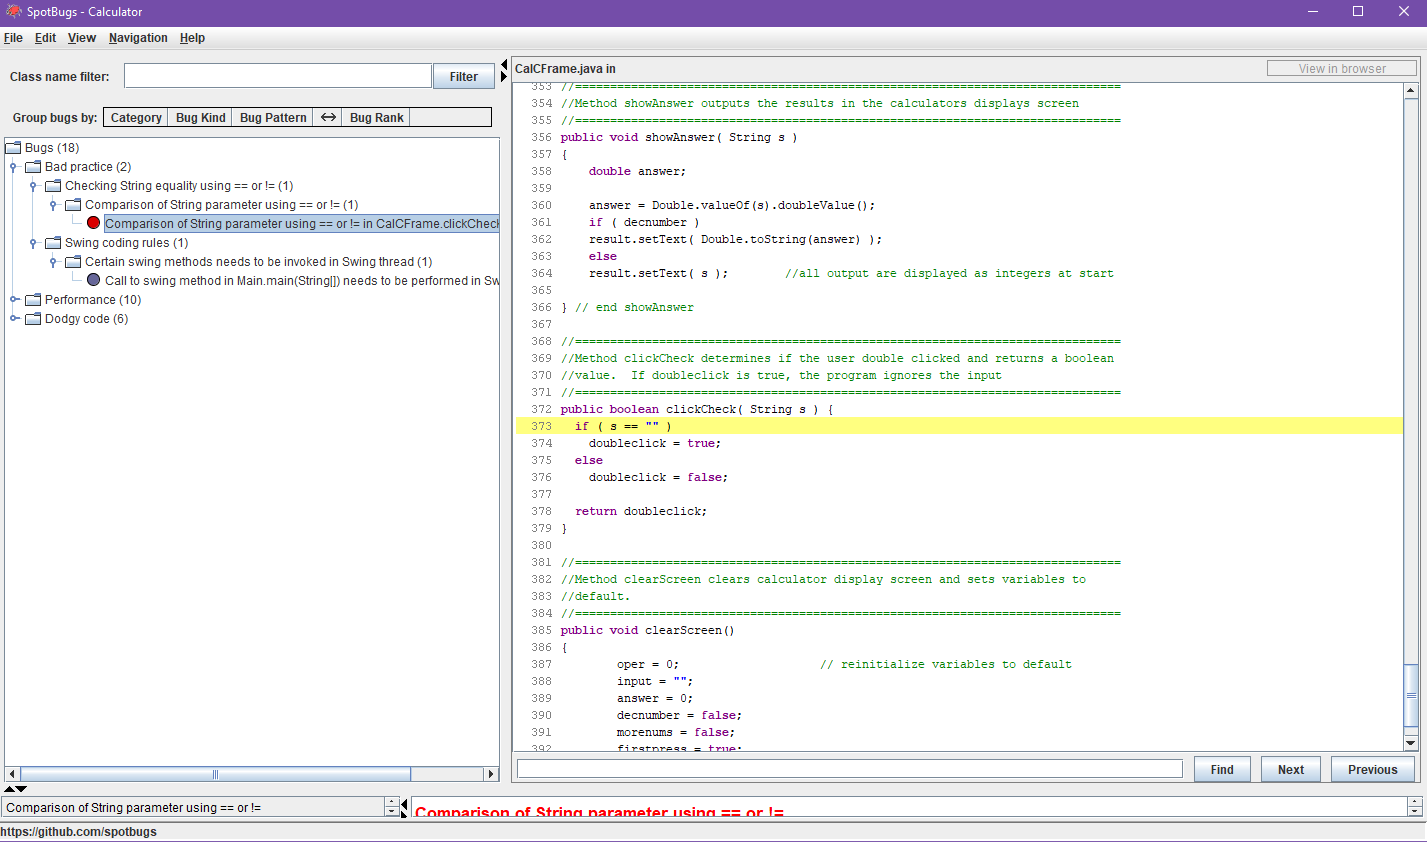 SpotBugs - Calculator
File Edit View Navigation Help
Class name filter: Filter
Group bugs by: Category Bug Kind Bug Pattern Bug Rank
Bugs (18)
Bad practice (2)
Checking String equality using == or != (1)
Comparison of String parameter using == or != (1)
Comparison of String parameter using == or != in CalCFrame.clickChec
Swing coding rules (1)
Certain swing methods needs to be invoked in Swing thread (1)
Call to swing method in Main.main(String[]) needs to be performed in Sw
Performance (10)
Dodgy code (6)
CalCFrame.java in
View in browser
353 //==============================================================================
354 //Method showAnswer outputs the results in the calculators displays screen
355 //==============================================================================
356 public void showAnswer( String s )
357 {
358 double answer;
359
360 answer = Double.valueOf(s).doubleValue();
361 if ( decnumber )
362 result.setText( Double.toString(answer) );
363 else
364 result.setText( s ); //all output are displayed as integers at start
365
366 } // end showAnswer
367
368 //==============================================================================
369 //Method clickCheck determines if the user double clicked and returns a boolean
370 //value.  If doubleclick is true, the program ignores the input
371 //==============================================================================
372 public boolean clickCheck( String s ) {
373 if ( s == "" )
374 doubleclick = true;
375 else
376 doubleclick = false;
377
378 return doubleclick;
379 }
380
381 //==============================================================================
382 //Method clearScreen clears calculator display screen and sets variables to
383 //default.
384 //==============================================================================
385 public void clearScreen()
386 {
387 oper = 0; // reinitialize variables to default
388 input = "";
389 answer = 0;
390 decnumber = false;
391 morenums = false;
392 firstpress = true;
Find Next Previous
Comparison of String parameter using == or !=
Comparison of String parameter using == or !=
https://github.com/spotbugs